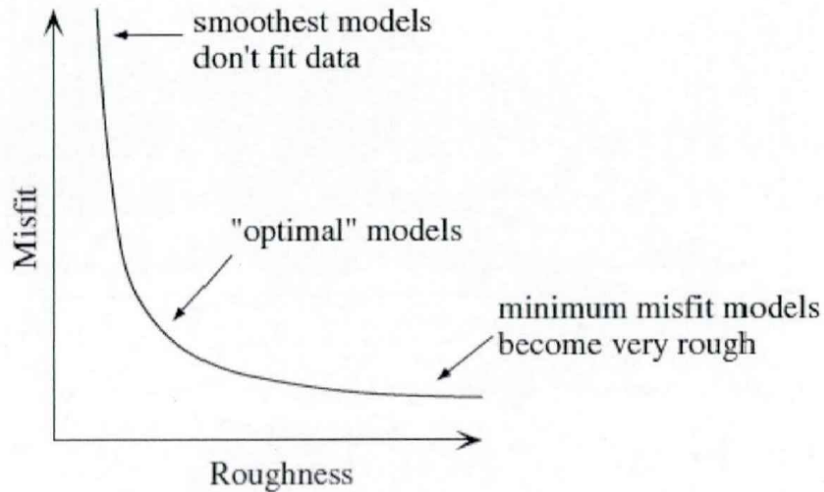 smoothest models
don't fit data
Misfit
"optimal" models
minimum misfit models
become very rough
Roughness